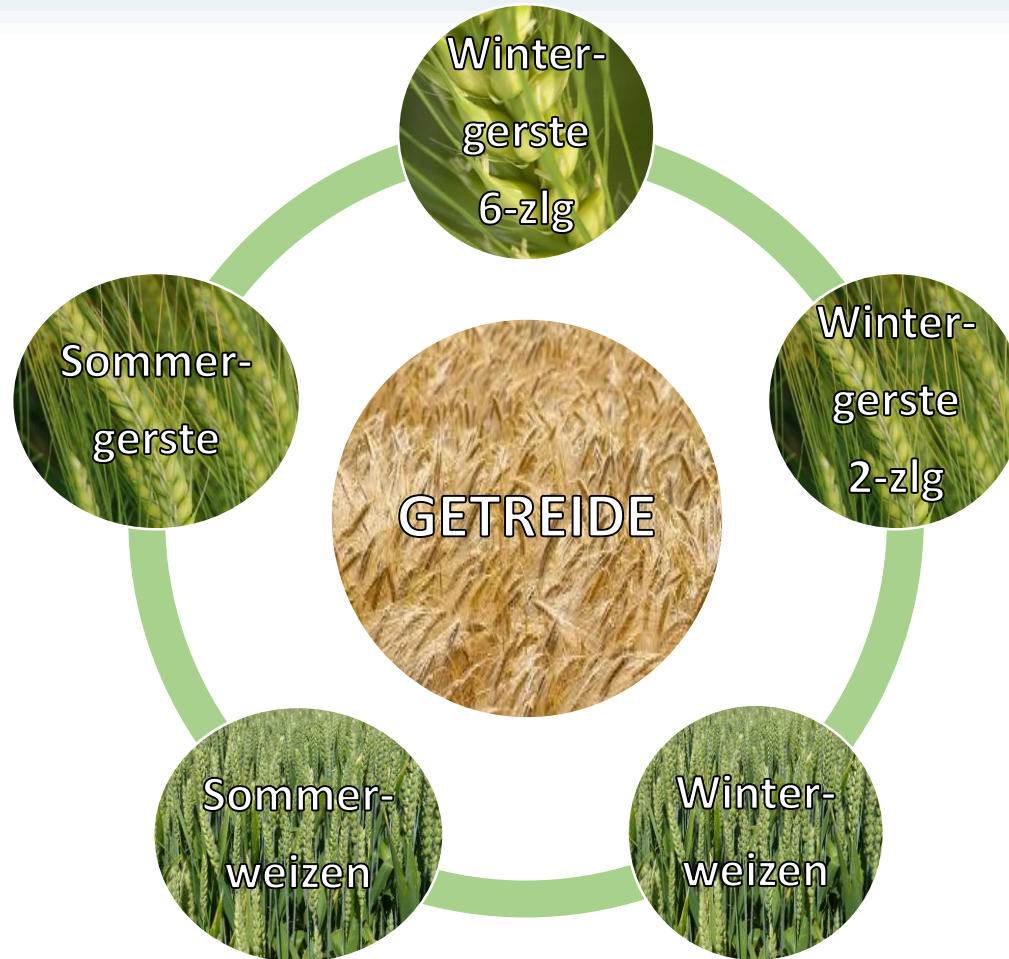 Winter-
gerste
6-zlg
Winter-
gerste
2-zlg
Sommer-
gerste
GETREIDE
Sommer-
weizen
Winter-
weizen